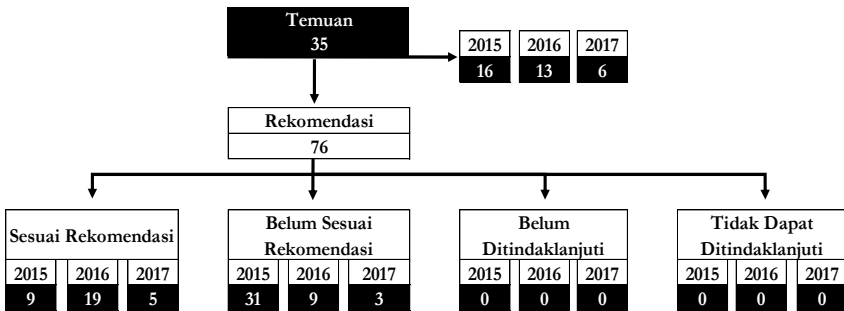 Temuan
35
2015 2016 2017
16 13 6
Rekomendasi
76
Sesuai Rekomendasi
2015 2016 2017
9 19 5
Belum Sesuai
Rekomendasi
2015 2016 2017
31 9 3
Belum
Ditindaklanjuti
2015 2016 2017
0 0 0
Tidak Dapat
Ditindaklanjuti
2015 2016 2017
0 0 0